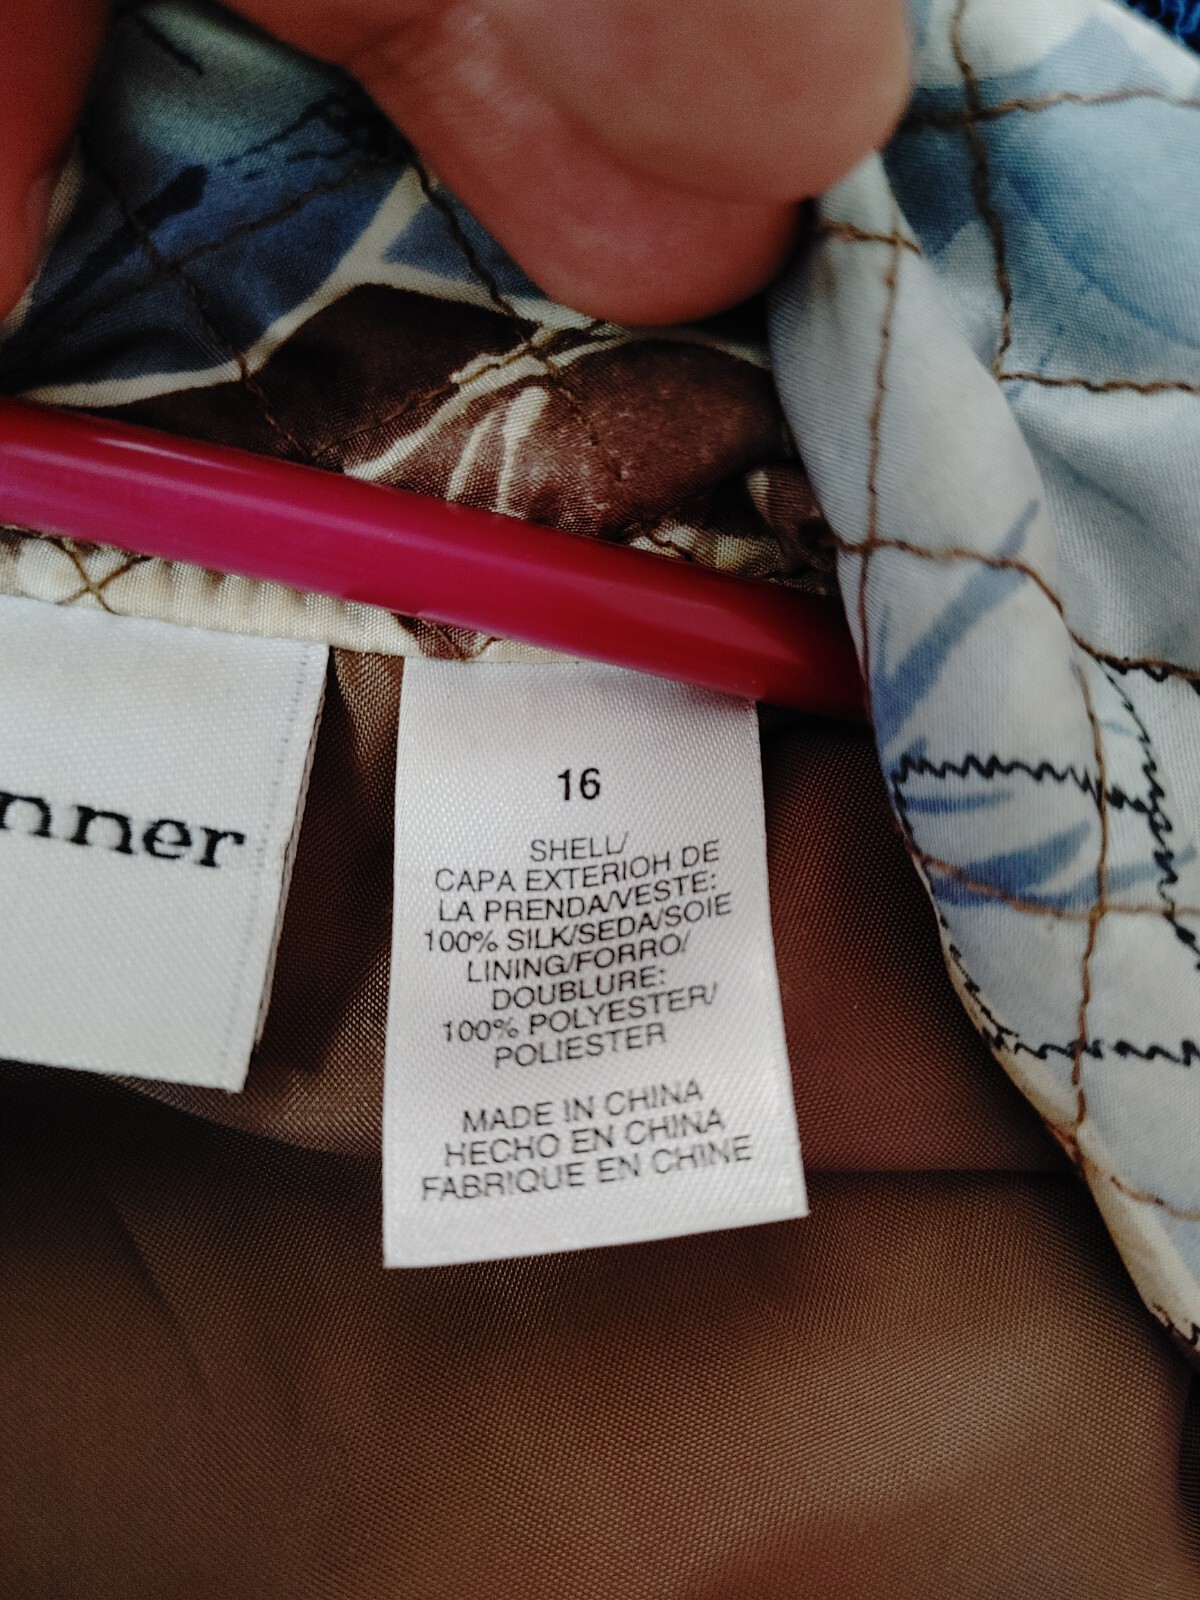 nner
16
SHELL/
CAPA EXTERIOH DE
LA PRENDA/VESTE:
100% SILK/SEDA/SOIE
LINING/FORRO/
DOUBLURE:
100% POLYESTER/
POLIESTER
MADE IN CHINA
HECHO EN CHINA
FABRIQUE EN CHINE